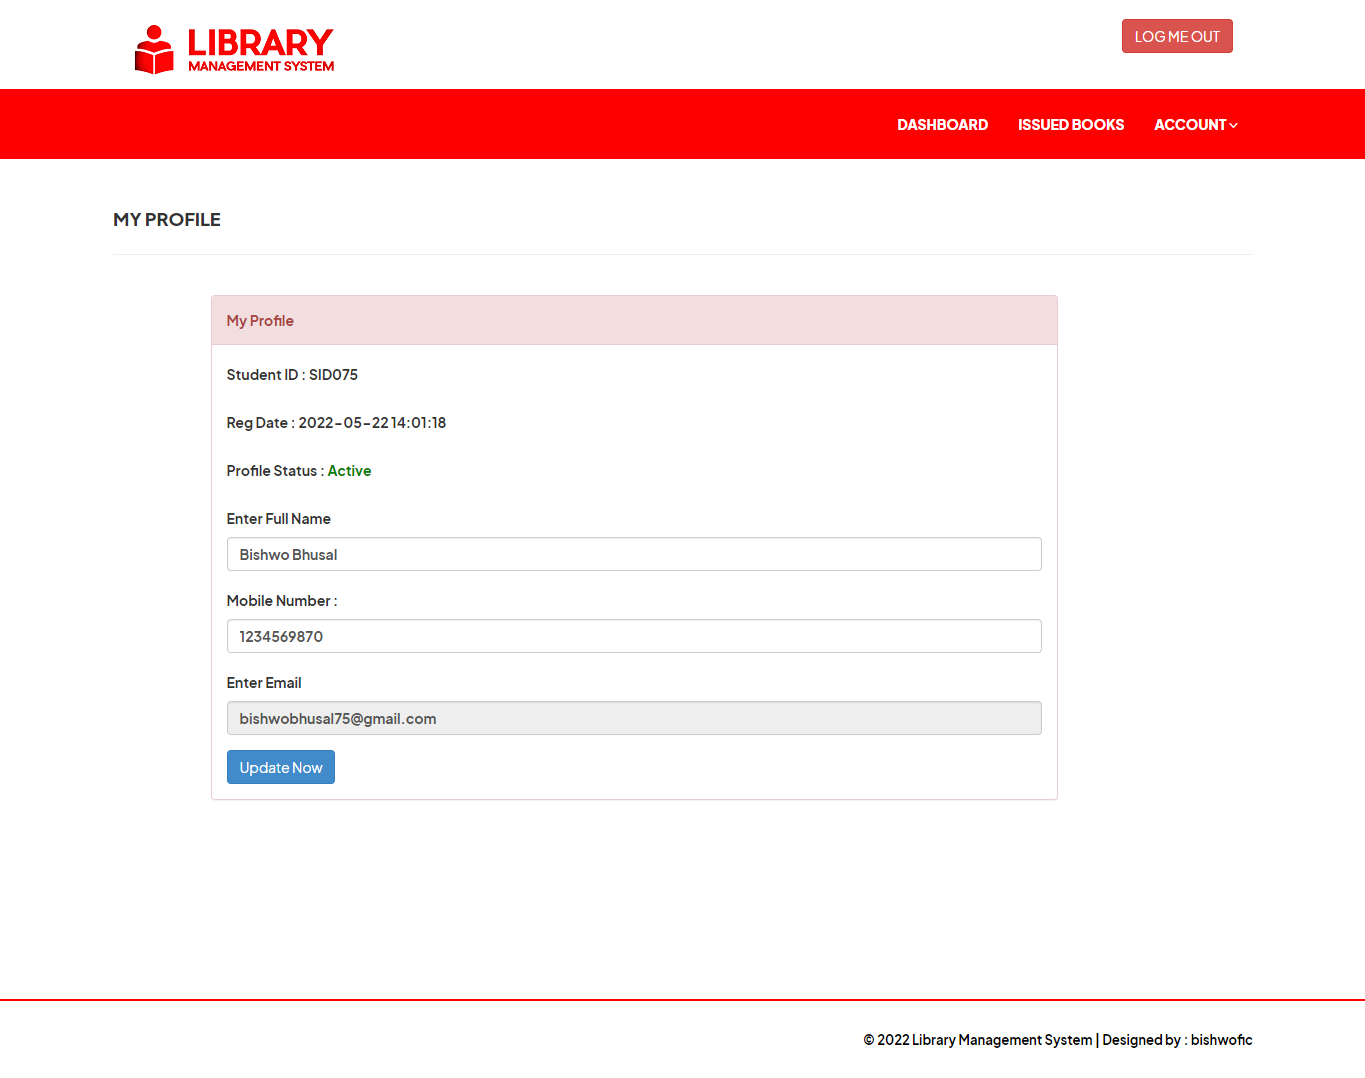 LIBRARY
MANAGEMENT SYSTEM
LOG ME OUT
DASHBOARD
ISSUED BOOKS
ACCOUNT
MY PROFILE
My Profile
Student ID : SID075
Reg Date : 2022-05-22 14:01:18
Profile Status : Active
Enter Full Name
Bishwo Bhusal
Mobile Number :
1234569870
Enter Email
bishwobhusal75@gmail.com
Update Now
© 2022 Library Management System | Designed by : bishwofic